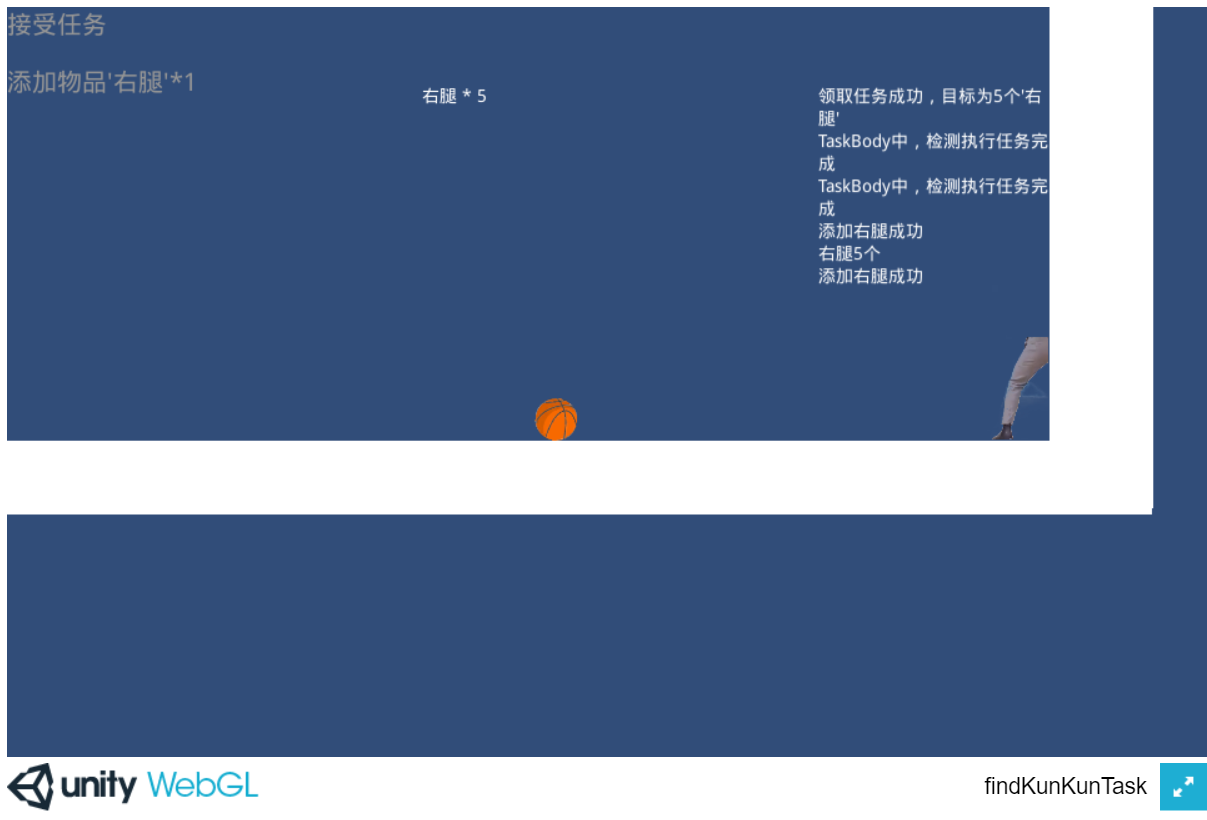 接受任务
添加物品'右腿'*1
右腿 * 5
领取任务成功，目标为5个'右
腿'
TaskBody中，检测执行任务完
成
TaskBody中，检测执行任务完
成
添加右腿成功
右腿5个
添加右腿成功
unity WebGL
findKunKunTask